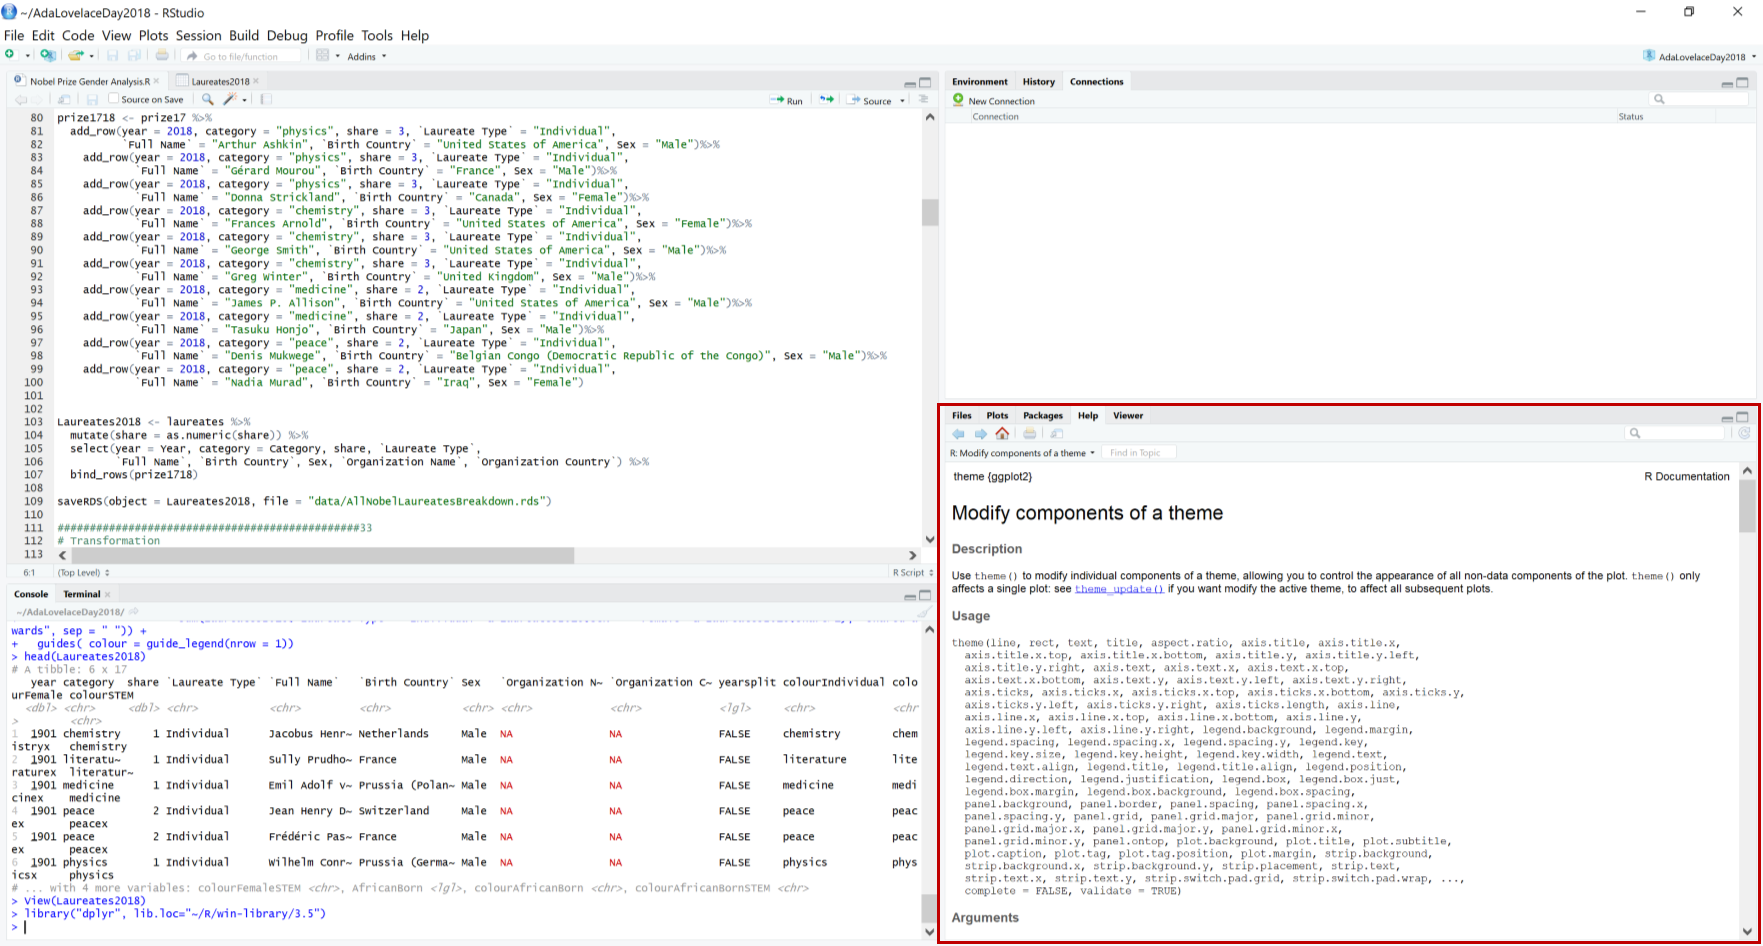 ~/AdaLovelaceDay2018 - RStudio
File Edit Code View Plots Session Build Debug Profile Tools Help
Go to file/function Addins AdaLovelaceDay2018
Nobel Prize Gender Analysis.R Laureates2018
Source on Save Run Source
80 prize1718 <- prize17 %>%
81 add_row(year = 2018, category = "physics", share = 3, `Laureate Type` = "Individual",
82 `Full Name` = "Arthur Ashkin", `Birth Country` = "United States of America", Sex = "Male")%>%
83 add_row(year = 2018, category = "physics", share = 3, `Laureate Type` = "Individual",
84 `Full Name` = "Gérard Mourou", `Birth Country` = "France", Sex = "Male")%>%
85 add_row(year = 2018, category = "physics", share = 3, `Laureate Type` = "Individual",
86 `Full Name` = "Donna Strickland", `Birth Country` = "Canada", Sex = "Female")%>%
87 add_row(year = 2018, category = "chemistry", share = 3, `Laureate Type` = "Individual",
88 `Full Name` = "Frances Arnold", `Birth Country` = "United States of America", Sex = "Female")%>%
89 add_row(year = 2018, category = "chemistry", share = 3, `Laureate Type` = "Individual",
90 `Full Name` = "George Smith", `Birth Country` = "United States of America", Sex = "Male")%>%
91 add_row(year = 2018, category = "chemistry", share = 3, `Laureate Type` = "Individual",
92 `Full Name` = "Greg Winter", `Birth Country` = "United Kingdom", Sex = "Male")%>%
93 add_row(year = 2018, category = "medicine", share = 2, `Laureate Type` = "Individual",
94 `Full Name` = "James P. Allison", `Birth Country` = "United States of America", Sex = "Male")%>%
95 add_row(year = 2018, category = "medicine", share = 2, `Laureate Type` = "Individual",
96 `Full Name` = "Tasuku Honjo", `Birth Country` = "Japan", Sex = "Male")%>%
97 add_row(year = 2018, category = "peace", share = 2, `Laureate Type` = "Individual",
98 `Full Name` = "Denis Mukwege", `Birth Country` = "Belgian Congo (Democratic Republic of the Congo)", Sex = "Male")%>%
99 add_row(year = 2018, category = "peace", share = 2, `Laureate Type` = "Individual",
100 `Full Name` = "Nadia Murad", `Birth Country` = "Iraq", Sex = "Female")
101
102
103 Laureates2018 <- laureates %>%
104 mutate(share = as.numeric(share)) %>%
105 select(year = Year, category = Category, share, `Laureate Type`,
106 `Full Name`, `Birth Country`, Sex, `Organization Name`, `Organization Country`) %>%
107 bind_rows(prize1718)
108
109 saveRDS(object = Laureates2018, file = "data/AllNobelLaureatesBreakdown.rds")
110
111 ###############################################33
112 # Transformation
113
6:1 (Top Level) R Script
Console Terminal
~/AdaLovelaceDay2018/
wards", sep = " ")) +
+ guides( colour = guide_legend(nrow = 1))
> head(Laureates2018)
# A tibble: 6 x 17
year category share `Laureate Type` `Full Name` `Birth Country` Sex `Organization N~ `Organization C~ yearsplit colourIndividual colo
urFemale colourSTEM
<dbl> <chr> <dbl> <chr> <chr> <chr> <chr> <chr> <chr> <lgl> <chr> <chr
> <chr>
1 1901 chemistry 1 Individual Jacobus Henr~ Netherlands Male NA NA FALSE chemistry chem
istryx chemistry
2 1901 literatu~ 1 Individual Sully Prudho~ France Male NA NA FALSE literature lite
raturex literatur~
3 1901 medicine 1 Individual Emil Adolf v~ Prussia (Polan~ Male NA NA FALSE medicine medi
cinex medicine
4 1901 peace 2 Individual Jean Henry D~ Switzerland Male NA NA FALSE peace peac
ex peacex
5 1901 peace 2 Individual Frédéric Pas~ France Male NA NA FALSE peace peac
ex peacex
6 1901 physics 1 Individual Wilhelm Conr~ Prussia (Germa~ Male NA NA FALSE physics phys
icsx physics
# ... with 4 more variables: colourFemaleSTEM <chr>, AfricanBorn <lgl>, colourAfricanBorn <chr>, colourAfricanBornSTEM <chr>
> View(Laureates2018)
> library("dplyr", lib.loc="~/R/win-library/3.5")
>
Environment History Connections
New Connection
Connection Status
Files Plots Packages Help Viewer
R: Modify components of a theme Find in Topic
theme {ggplot2} R Documentation
Modify components of a theme
Description
Use theme() to modify individual components of a theme, allowing you to control the appearance of all non-data components of the plot. theme() only
affects a single plot: see theme_update() if you want modify the active theme, to affect all subsequent plots.
Usage
theme(line, rect, text, title, aspect.ratio, axis.title, axis.title.x,
axis.title.x.top, axis.title.x.bottom, axis.title.y, axis.title.y.left,
axis.title.y.right, axis.text, axis.text.x, axis.text.x.top,
axis.text.x.bottom, axis.text.y, axis.text.y.left, axis.text.y.right,
axis.ticks, axis.ticks.x, axis.ticks.x.top, axis.ticks.x.bottom, axis.ticks.y,
axis.ticks.y.left, axis.ticks.y.right, axis.ticks.length, axis.line,
axis.line.x, axis.line.x.top, axis.line.x.bottom, axis.line.y,
axis.line.y.left, axis.line.y.right, legend.background, legend.margin,
legend.spacing, legend.spacing.x, legend.spacing.y, legend.key,
legend.key.size, legend.key.height, legend.key.width, legend.text,
legend.text.align, legend.title, legend.title.align, legend.position,
legend.direction, legend.justification, legend.box, legend.box.just,
legend.box.margin, legend.box.background, legend.box.spacing,
panel.background, panel.border, panel.spacing, panel.spacing.x,
panel.spacing.y, panel.grid, panel.grid.major, panel.grid.minor,
panel.grid.major.x, panel.grid.major.y, panel.grid.minor.x,
panel.grid.minor.y, panel.ontop, plot.background, plot.title, plot.subtitle,
plot.caption, plot.tag, plot.tag.position, plot.margin, strip.background,
strip.background.x, strip.background.y, strip.placement, strip.text,
strip.text.x, strip.text.y, strip.switch.pad.grid, strip.switch.pad.wrap, ...,
complete = FALSE, validate = TRUE)
Arguments